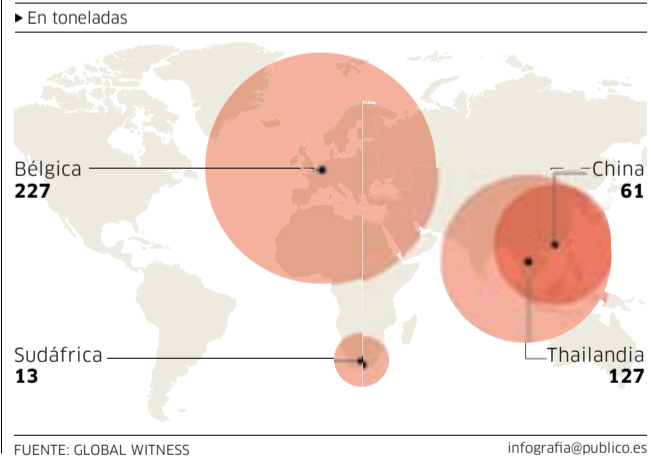 ▶ En toneladas
Bélgica
227
China
61
Sudáfrica
13
Thailandia
127
FUENTE: GLOBAL WITNESS
infografia@publico.es